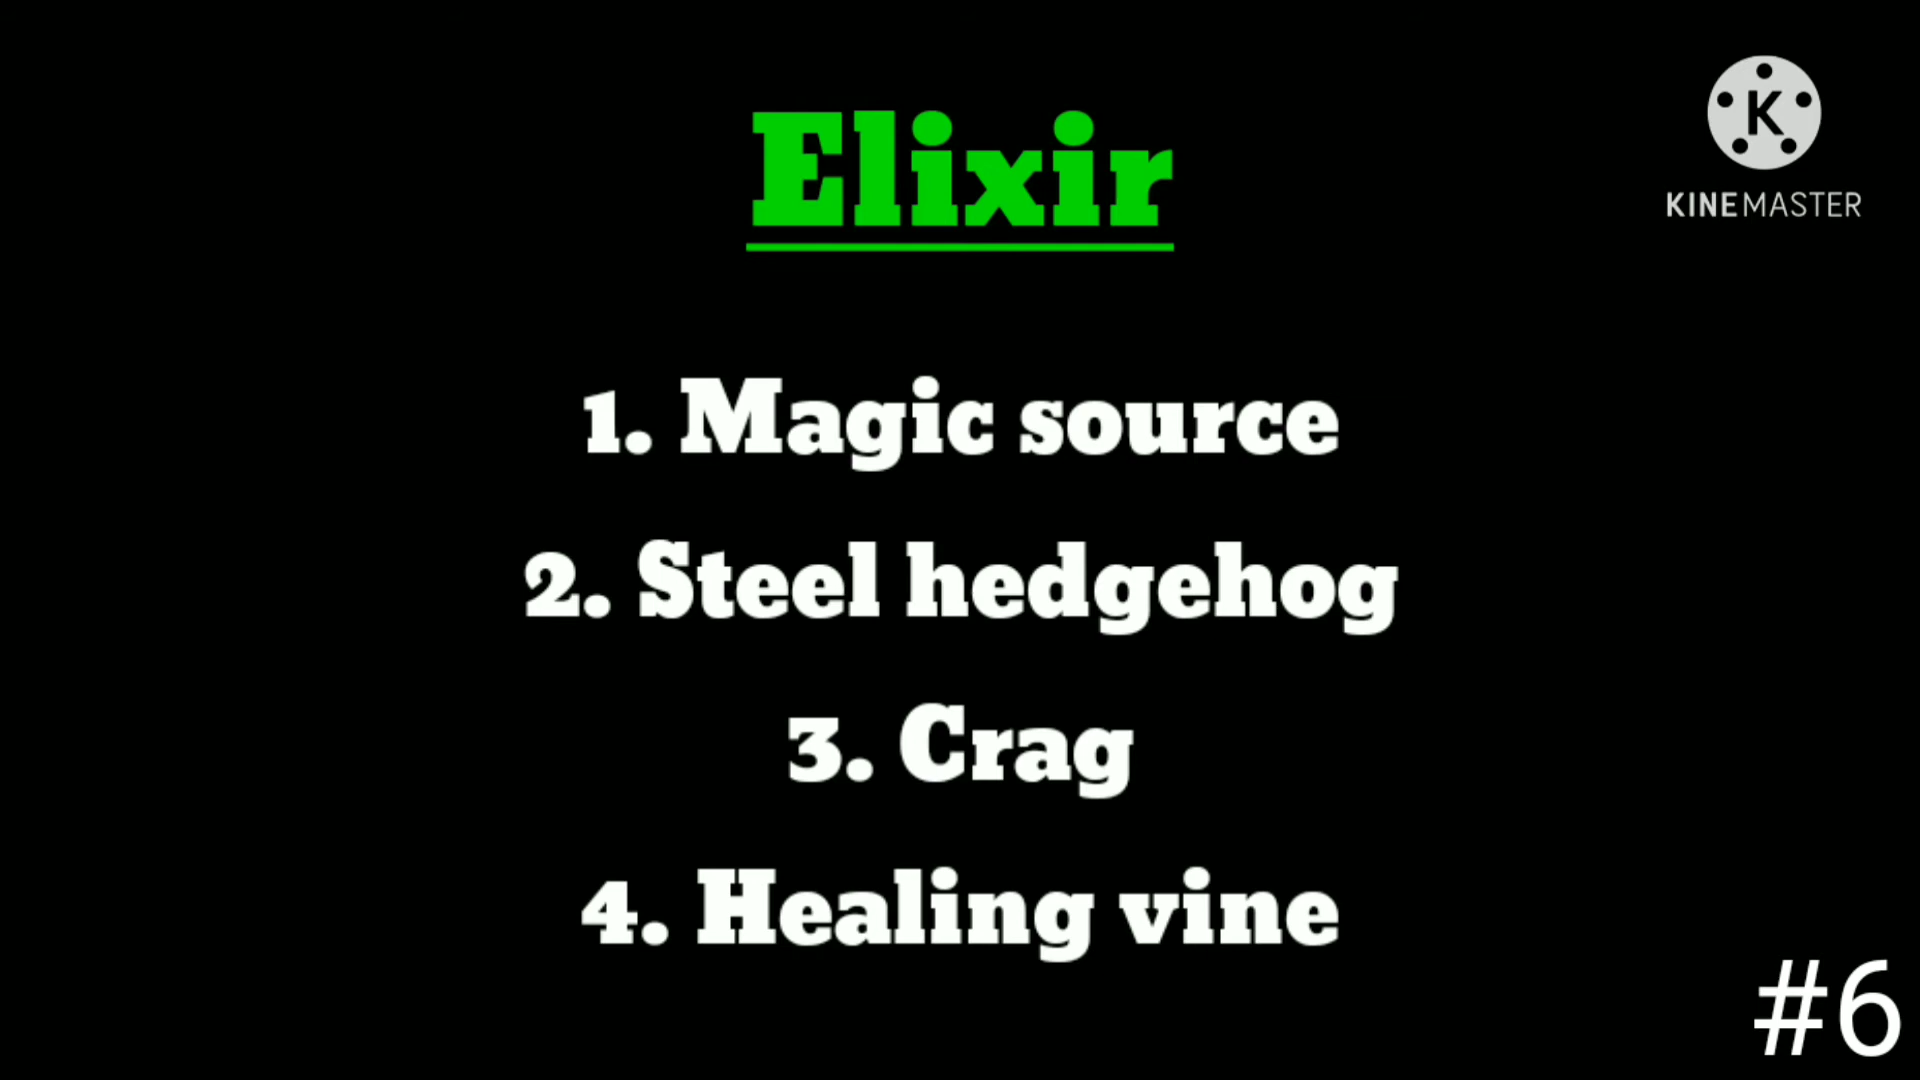 Elixir
K
KINEMASTER
1. Magic source
2. Steel hedgehog
3. Crag
4. Healing vine
#6